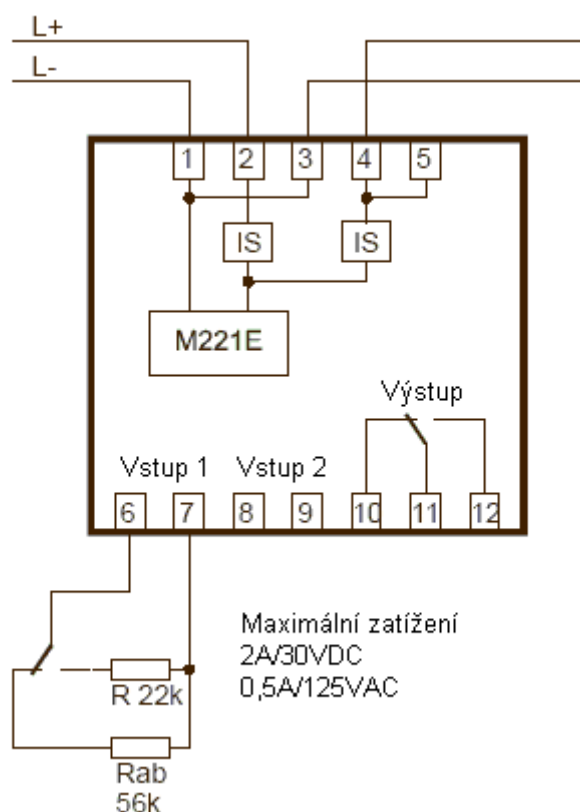 L+
L-
1 2 3 4 5
IS IS
M221E
Výstup
Vstup 1 Vstup 2
6 7 8 9 10 11 12
Maximální zatížení
2A/30VDC
0,5A/125VAC
R 22k
Rab
56k